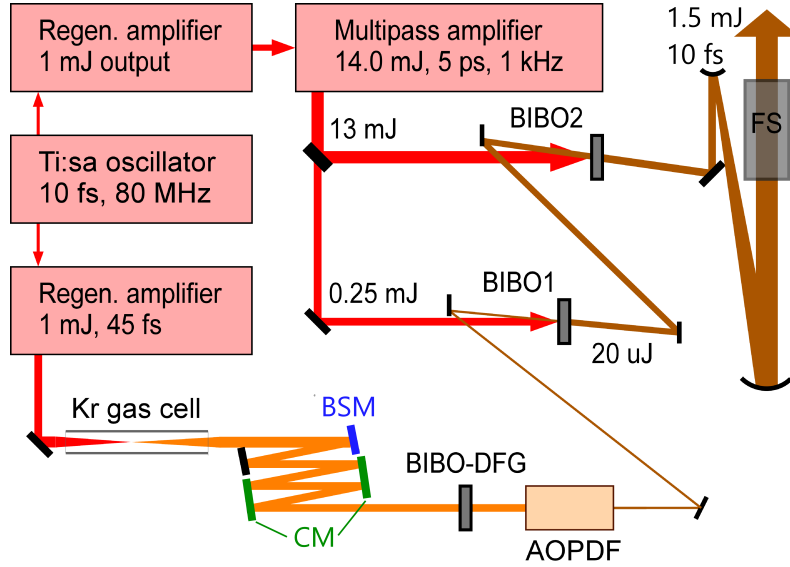 Regen. amplifier
1 mJ output
Multipass amplifier
14.0 mJ, 5 ps, 1 kHz
1.5 mJ
10 fs
FS
13 mJ
BIBO2
Ti:sa oscillator
10 fs, 80 MHz
Regen. amplifier
1 mJ, 45 fs
0.25 mJ
BIBO1
20 uJ
Kr gas cell
BSM
BIBO-DFG
CM
AOPDF